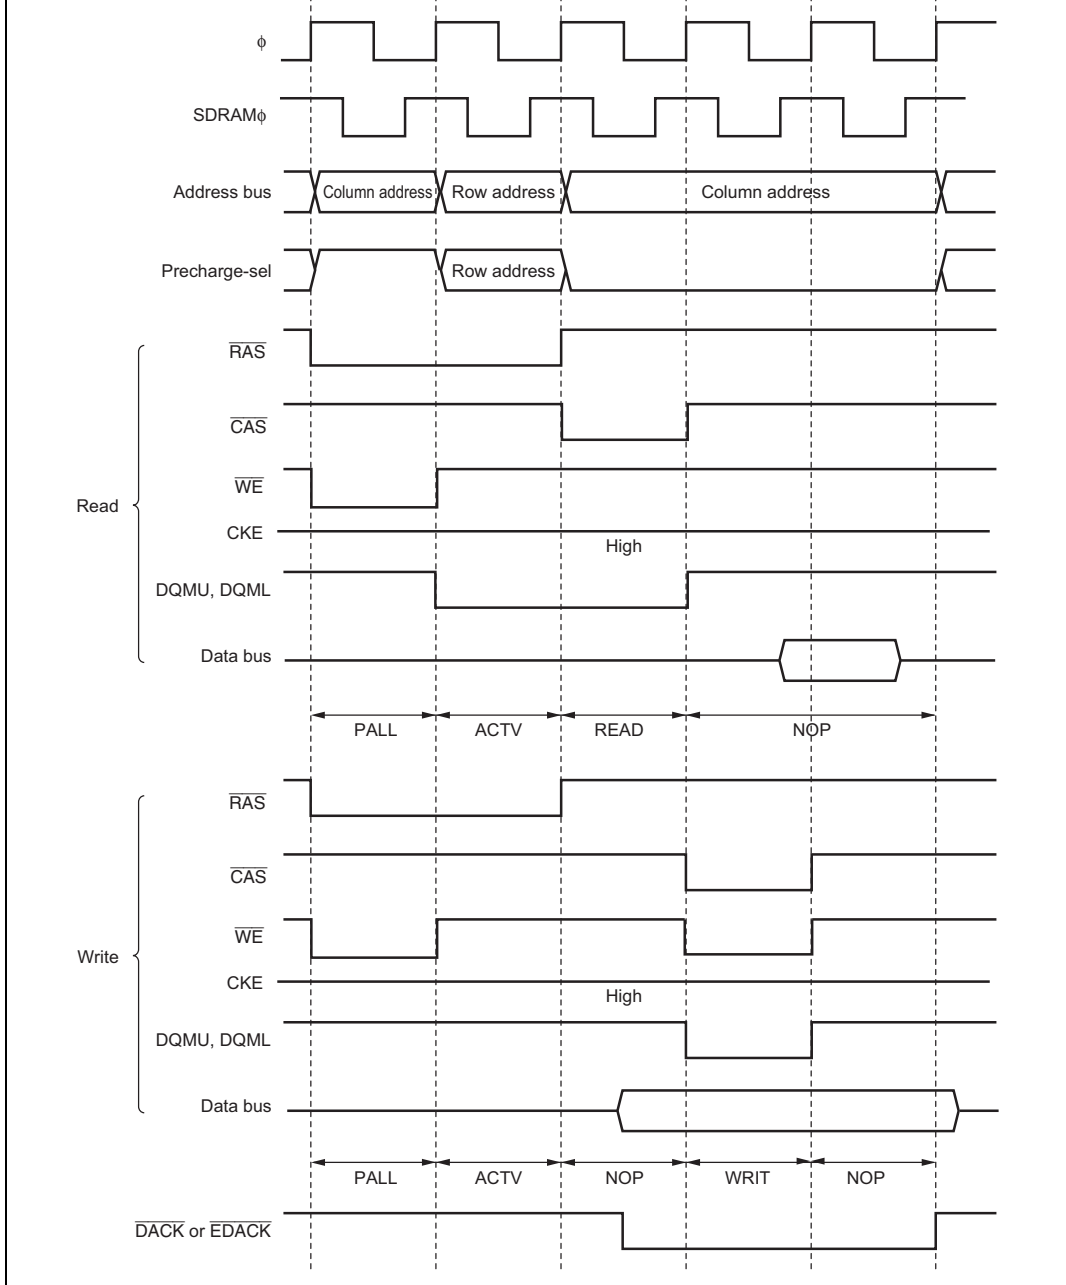 ϕ
SDRAMϕ
Address bus Column address Row address Column address
Precharge-sel Row address
Read
RAS
CAS
WE
CKE High
DQMU, DQML
Data bus
PALL ACTV READ NOP
Write
RAS
CAS
WE
CKE High
DQMU, DQML
Data bus
PALL ACTV NOP WRIT NOP
DACK or EDACK